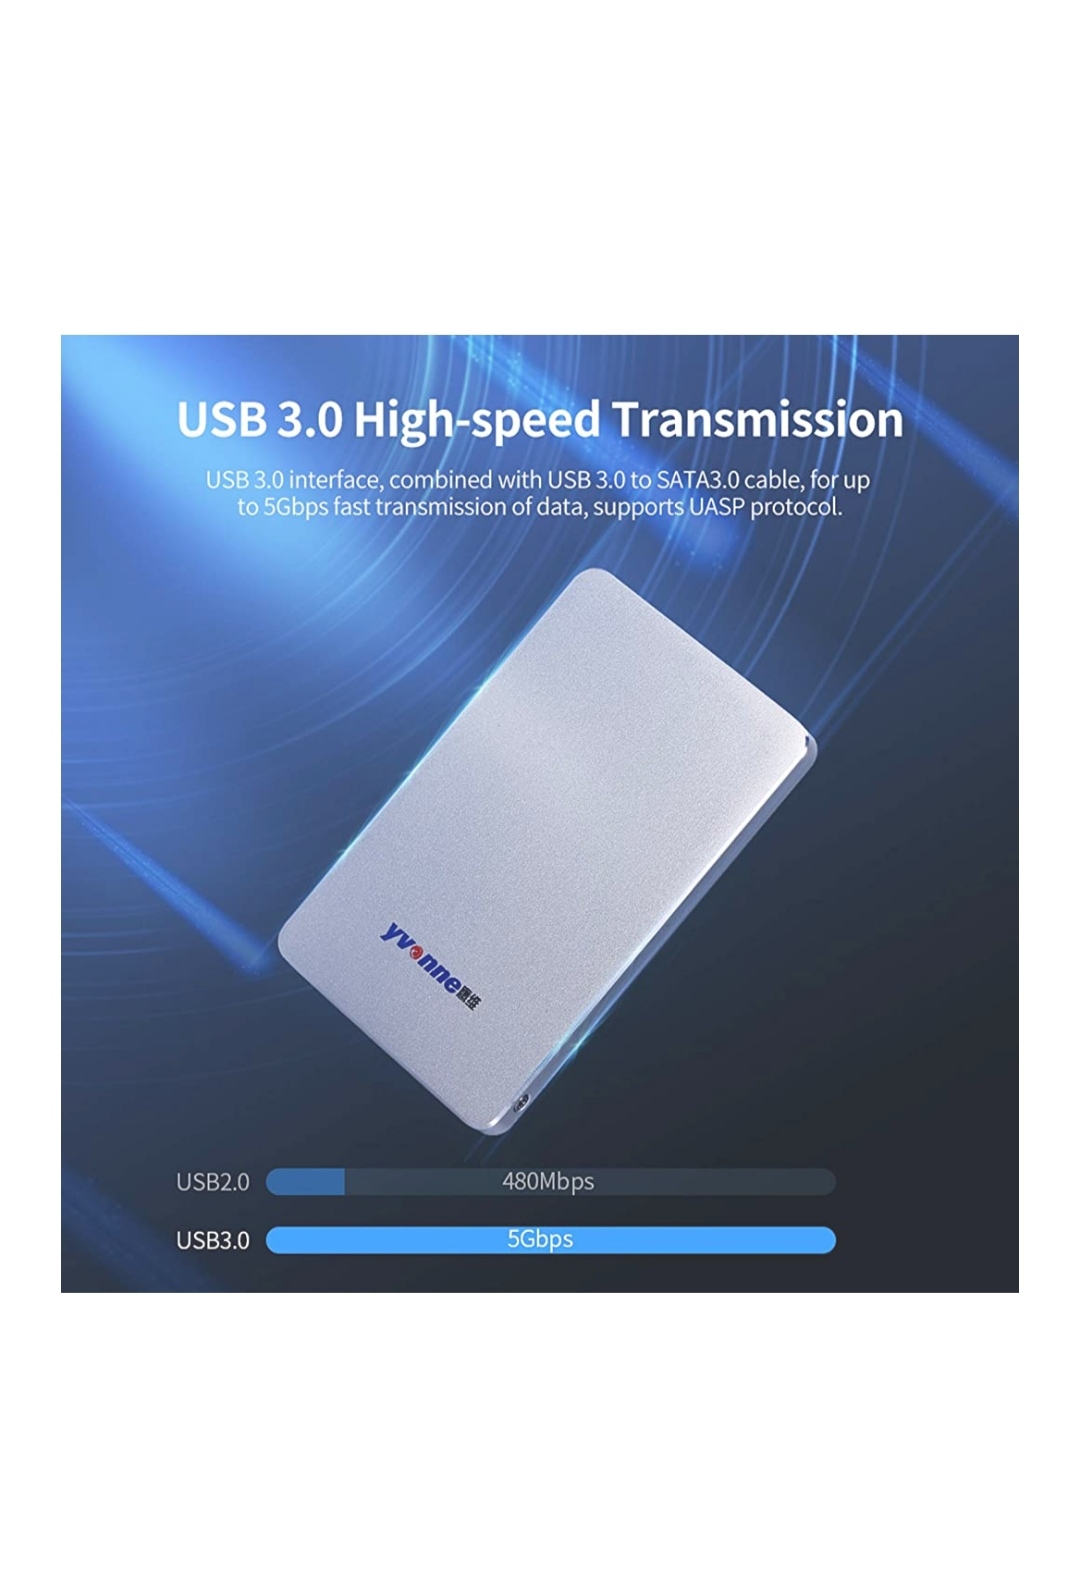 USB 3.0 High-speed Transmission
USB 3.0 interface, combined with USB 3.0 to SATA3.0 cable, for up
to 5Gbps fast transmission of data, supports UASP protocol.
yvonne
USB2.0 480Mbps
USB3.0 5Gbps